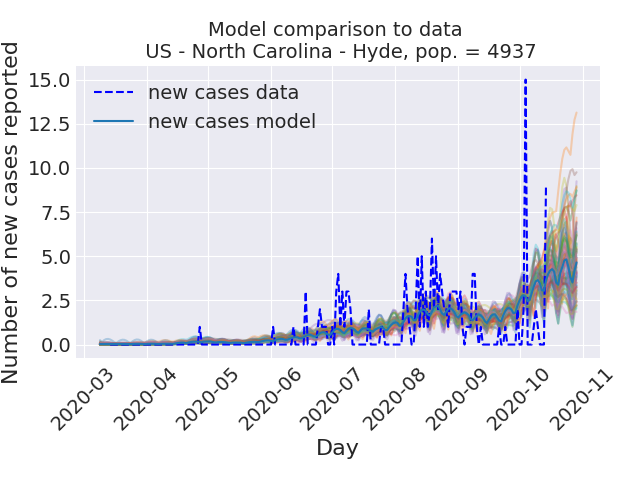 Model comparison to data
US - North Carolina - Hyde, pop. = 4937
Number of new cases reported
15.0
12.5
10.0
7.5
5.0
2.5
0.0
new cases data
new cases model
2020-03
2020-04
2020-05
2020-06
2020-07
2020-08
2020-09
2020-10
2020-11
Day